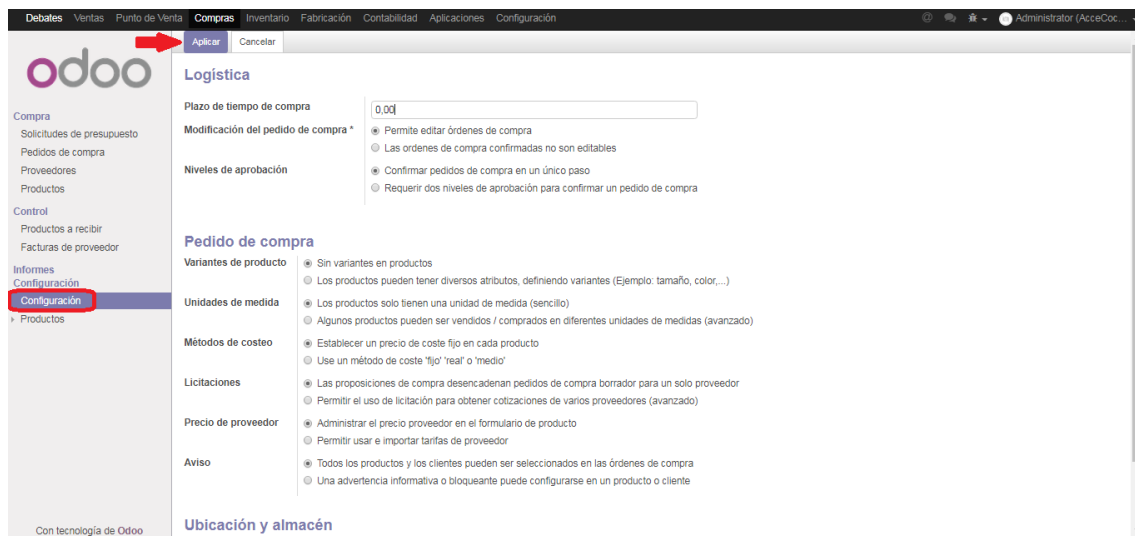 Debates Ventas Punto de Venta Compras Inventario Fabricación Contabilidad Aplicaciones Configuración Administrator (AcceCoc...
Aplicar Cancelar
odoo
Compra
Solicitudes de presupuesto
Pedidos de compra
Proveedores
Productos
Control
Productos a recibir
Facturas de proveedor
Informes
Configuración
Configuración
Productos
Con tecnología de Odoo
Logística
Plazo de tiempo de compra 0,00
Modificación del pedido de compra * Permite editar órdenes de compra
Las ordenes de compra confirmadas no son editables
Niveles de aprobación Confirmar pedidos de compra en un único paso
Requerir dos niveles de aprobación para confirmar un pedido de compra
Pedido de compra
Variantes de producto Sin variantes en productos
Los productos pueden tener diversos atributos, definiendo variantes (Ejemplo: tamaño, color,...)
Unidades de medida Los productos solo tienen una unidad de medida (sencillo)
Algunos productos pueden ser vendidos / comprados en diferentes unidades de medidas (avanzado)
Métodos de costeo Establecer un precio de coste fijo en cada producto
Use un método de coste 'fijo' 'real' o 'medio'
Licitaciones Las proposiciones de compra desencadenan pedidos de compra borrador para un solo proveedor
Permitir el uso de licitación para obtener cotizaciones de varios proveedores (avanzado)
Precio de proveedor Administrar el precio proveedor en el formulario de producto
Permitir usar e importar tarifas de proveedor
Aviso Todos los productos y los clientes pueden ser seleccionados en las órdenes de compra
Una advertencia informativa o bloqueante puede configurarse en un producto o cliente
Ubicación y almacén